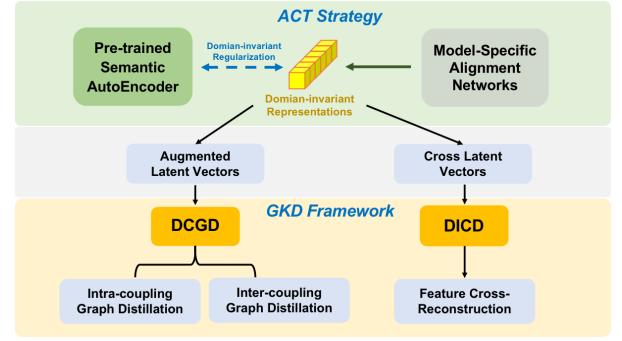 ACT Strategy
Pre-trained
Semantic
AutoEncoder
Domian-invariant
Regularization
Domian-invariant
Representations
Model-Specific
Alignment
Networks
Augmented
Latent Vectors
Cross Latent
Vectors
GKD Framework
DCGD
DICD
Intra-coupling
Graph Distillation
Inter-coupling
Graph Distillation
Feature Cross-
Reconstruction